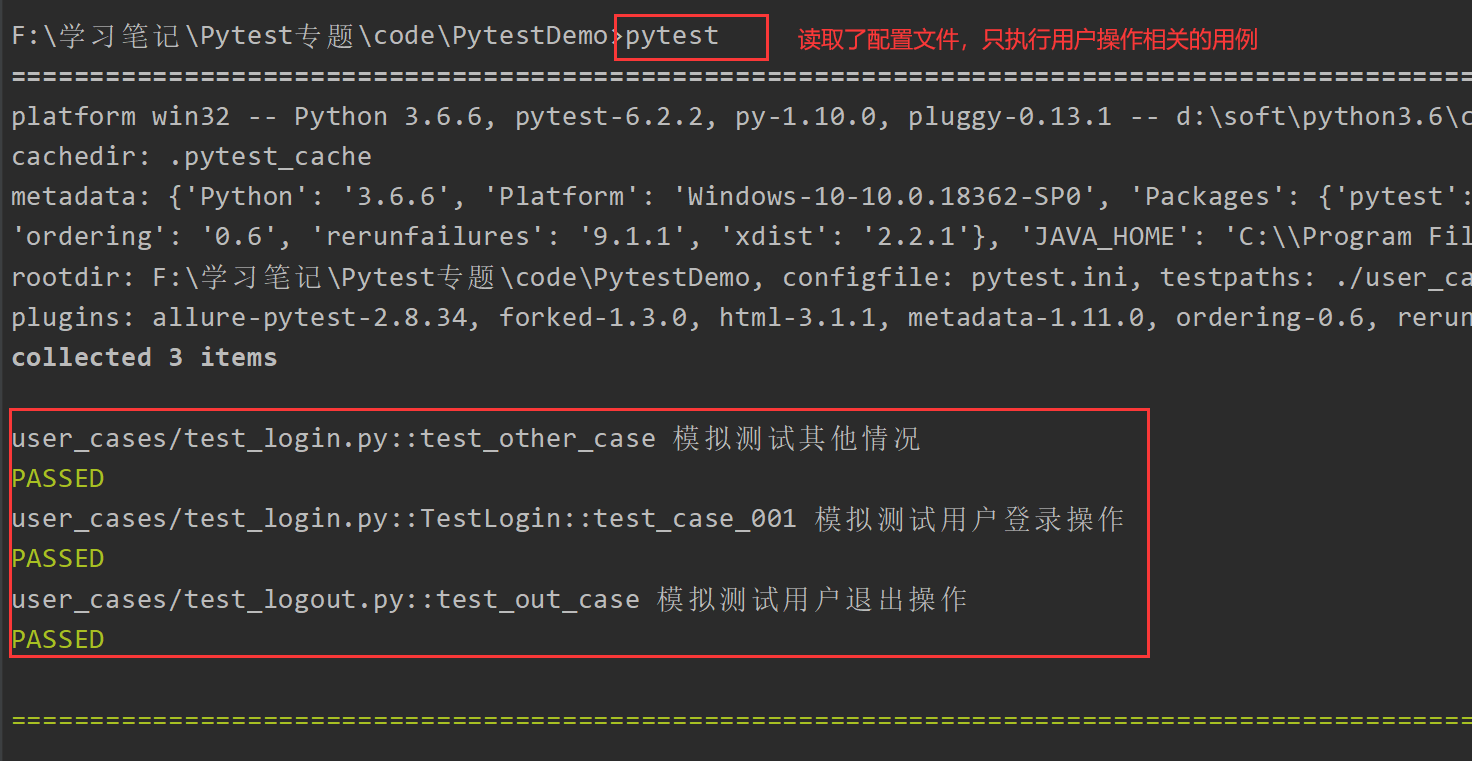 F:\学习笔记\Pytest专题\code\PytestDemo>pytest 读取了配置文件，只执行用户操作相关的用例
================================================================================================
platform win32 -- Python 3.6.6, pytest-6.2.2, py-1.10.0, pluggy-0.13.1 -- d:\soft\python3.6\c
cachedir: .pytest_cache
metadata: {'Python': '3.6.6', 'Platform': 'Windows-10-10.0.18362-SP0', 'Packages': {'pytest':
'ordering': '0.6', 'rerunfailures': '9.1.1', 'xdist': '2.2.1'}, 'JAVA_HOME': 'C:\\Program Fil
rootdir: F:\学习笔记\Pytest专题\code\PytestDemo, configfile: pytest.ini, testpaths: ./user_ca
plugins: allure-pytest-2.8.34, forked-1.3.0, html-3.1.1, metadata-1.11.0, ordering-0.6, rerun
collected 3 items
user_cases/test_login.py::test_other_case 模拟测试其他情况
PASSED
user_cases/test_login.py::TestLogin::test_case_001 模拟测试用户登录操作
PASSED
user_cases/test_logout.py::test_out_case 模拟测试用户退出操作
PASSED
================================================================================================